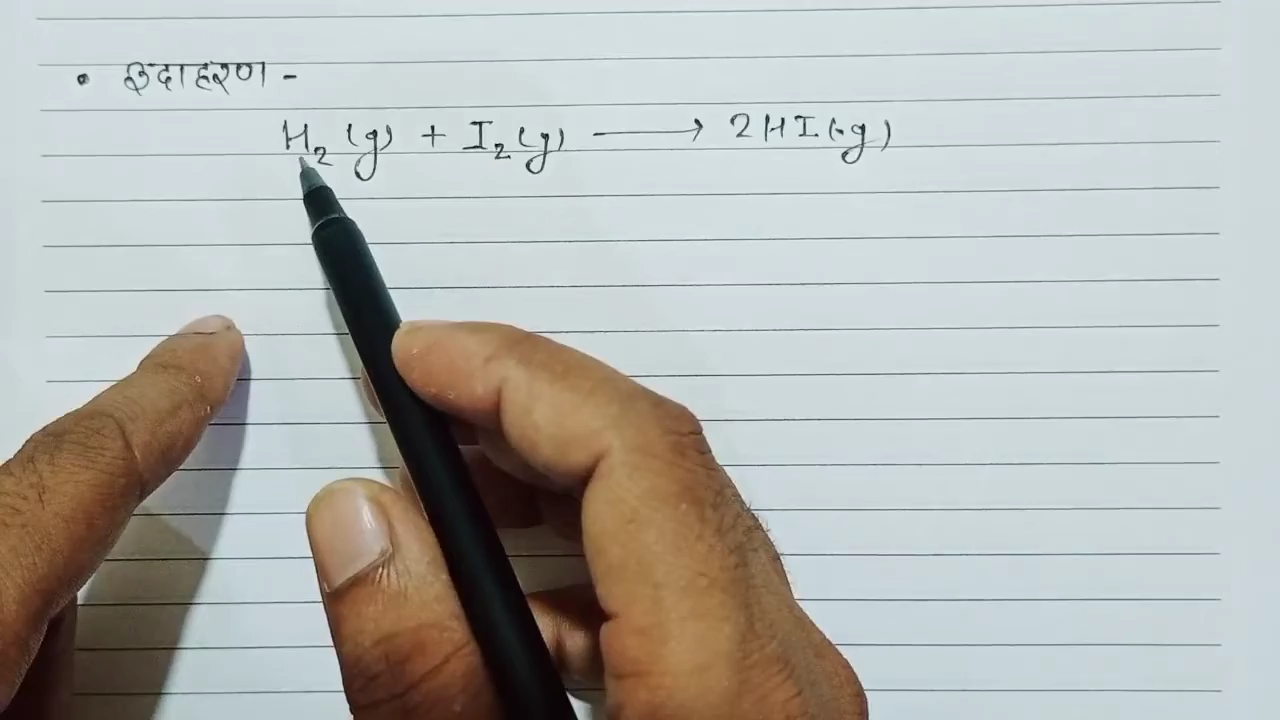 • उदाहरण -
H₂ (g) + I₂ (g) ⟶ 2HI (g)